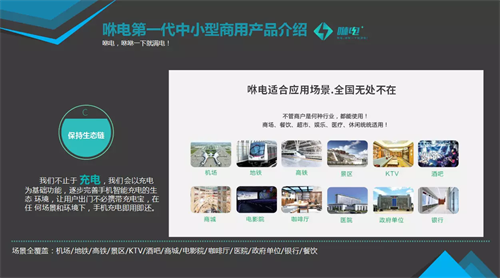 咻电第一代中小型商用产品介绍
咻电
咻电，咻咻一下就满电！
咻电适合应用场景.全国无处不在
不管商户是何种行业，都能使用！
商场、餐饮、超市、娱乐、医疗、休闲统统适用！
C
保持生态链
机场 地铁 高铁 景区 KTV 酒吧
商城 电影院 咖啡厅 医院 政府单位 银行
我们不止于 充电，我们会以充电
为基础功能，逐步完善手机智能充电的生
态 环境，让用户出门必携带充电宝，在
任 何场景和环境下，手机充电即用即还。
场景全覆盖：机场/地铁/高铁/景区/KTV/酒吧/商城/电影院/咖啡厅/医院/政府单位/银行/餐饮